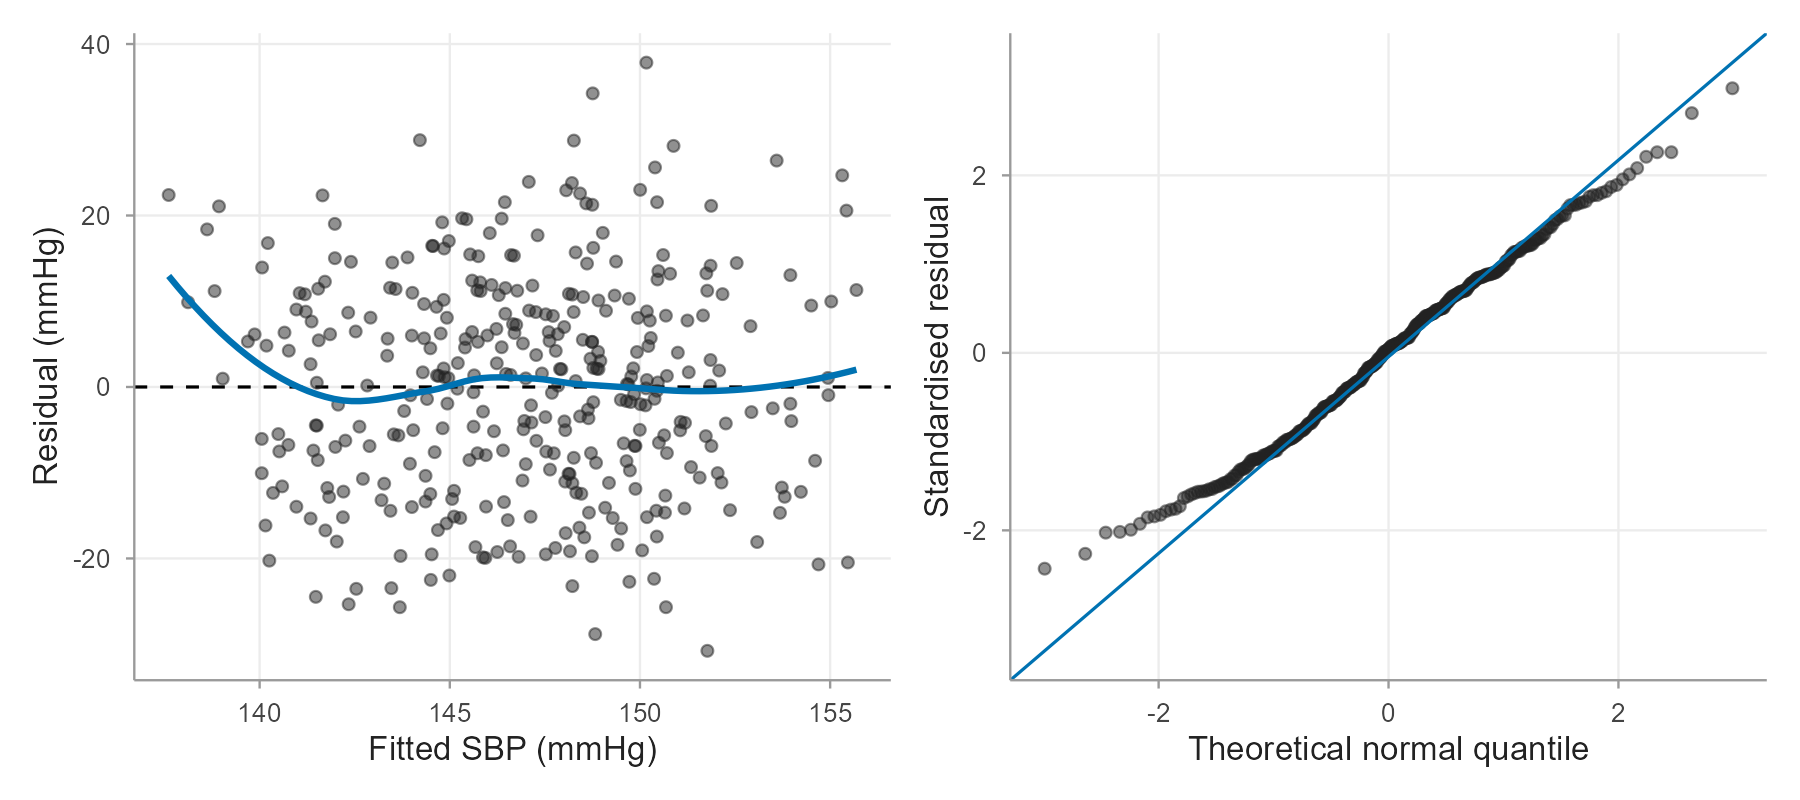 40
20
0
-20
140 145 150 155
Fitted SBP (mmHg)
Residual (mmHg)
2
0
-2
-2 0 2
Theoretical normal quantile
Standardised residual